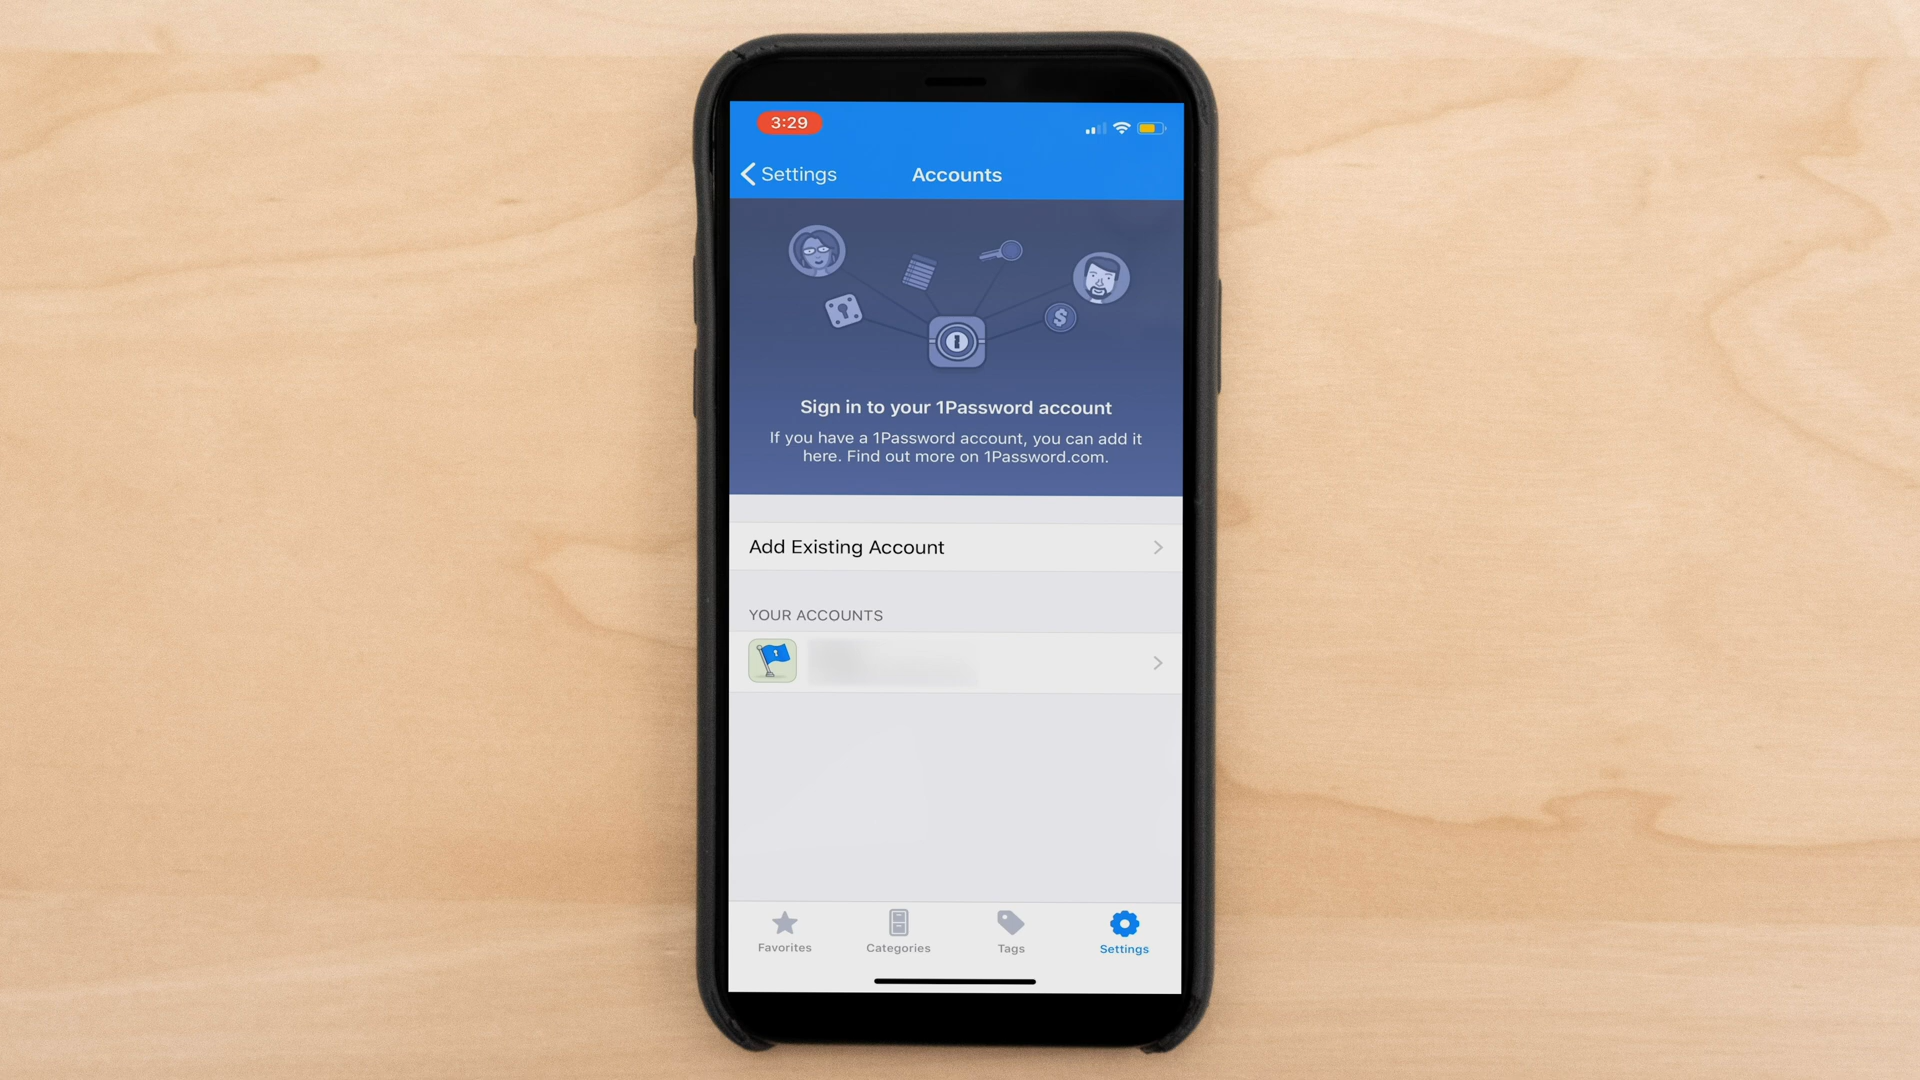 3:29
Settings
Accounts
$
Sign in to your 1Password account
If you have a 1Password account, you can add it
here. Find out more on 1Password.com.
Add Existing Account
YOUR ACCOUNTS
Favorites
Categories
Tags
Settings